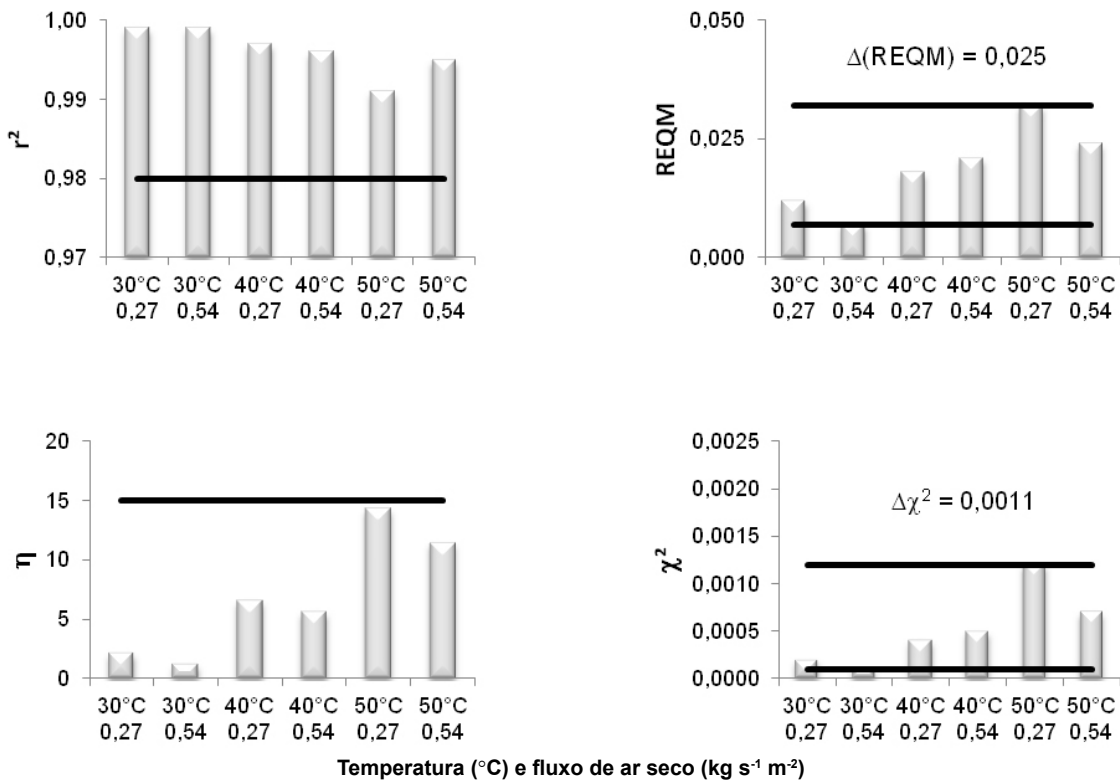 r²
1,00
0,99
0,98
0,97
30°C 30°C 40°C 40°C 50°C 50°C
0,27 0,54 0,27 0,54 0,27 0,54
REQM
0,050
0,025
0,000
Δ(REQM) = 0,025
30°C 30°C 40°C 40°C 50°C 50°C
0,27 0,54 0,27 0,54 0,27 0,54
η
20
15
10
5
0
30°C 30°C 40°C 40°C 50°C 50°C
0,27 0,54 0,27 0,54 0,27 0,54
χ²
0,0025
0,0020
0,0015
0,0010
0,0005
0,0000
Δχ² = 0,0011
30°C 30°C 40°C 40°C 50°C 50°C
0,27 0,54 0,27 0,54 0,27 0,54
Temperatura (°C) e fluxo de ar seco (kg s⁻¹ m⁻²)